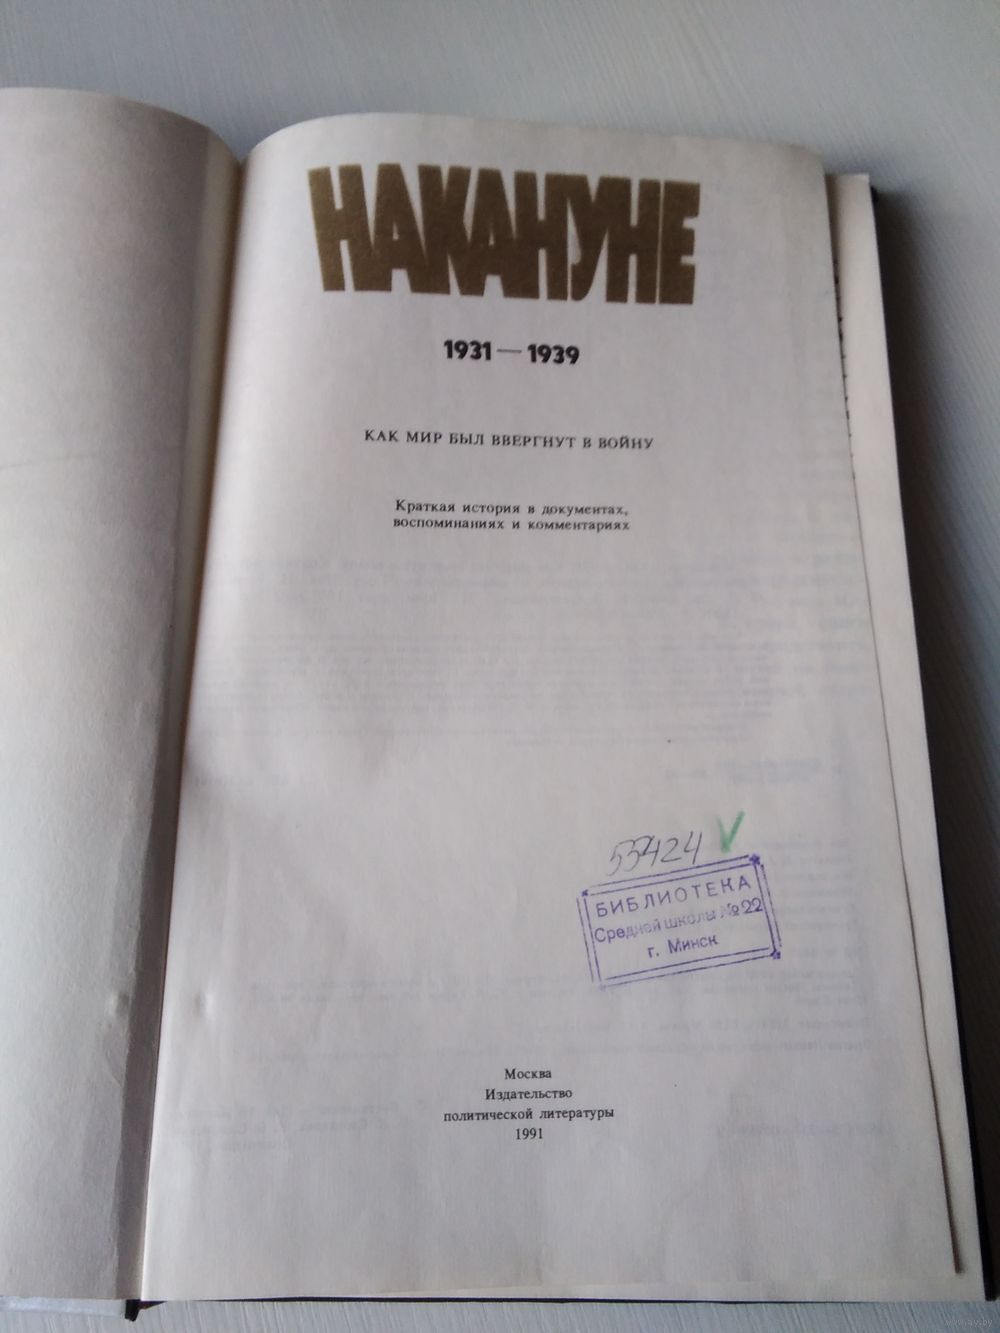 НАКАНУНЕ
1931 — 1939
КАК МИР БЫЛ ВВЕРГНУТ В ВОЙНУ
Краткая история в документах,
воспоминаниях и комментариях
53424
БИБЛИОТЕКА
Средней школы № 22
г. Минск
Москва
Издательство
политической литературы
1991